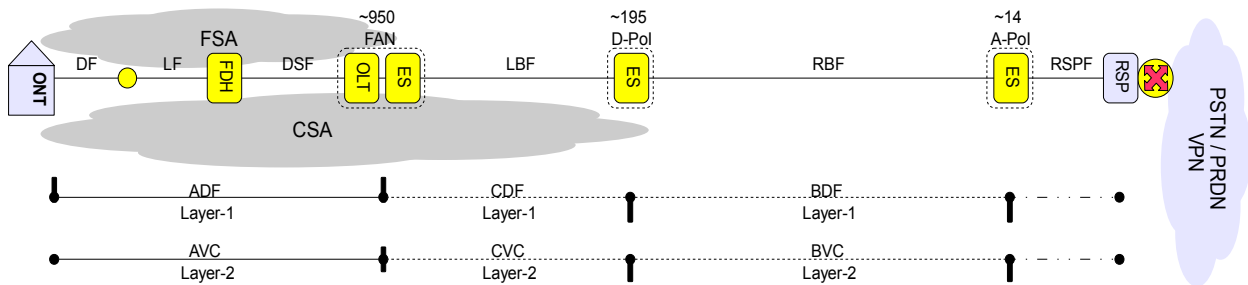 ~950
~195
~14
FSA
FAN
D-PoI
A-PoI
DF
LF
DSF
LBF
RBF
RSPF
ONT
FDH
OLT
ES
ES
ES
RSP
CSA
PSTN / PRDN
VPN
ADF
CDF
BDF
Layer-1
Layer-1
Layer-1
AVC
CVC
BVC
Layer-2
Layer-2
Layer-2